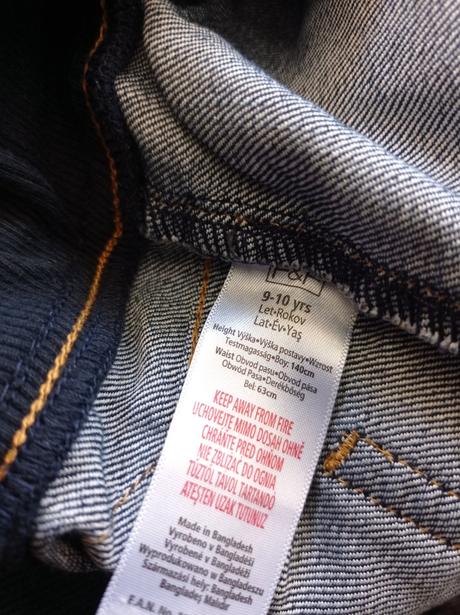 F&F
9-10 yrs
Let•Rokov
Lat•Év•Yaş
Height Výška•Výška postavy•Wzrost
Testmagasság•Boy: 140cm
Waist Obvod pasu•Obvod pása
Obwód Pasa•Derékbőség
Bel: 63cm
KEEP AWAY FROM FIRE
UCHOVEJTE MIMO DOSAH OHNĚ
CHRÁŇTE PRED OHŇOM
NIE ZBLIŻAĆ DO OGNIA
TŰZTŐL TÁVOL TARTANDÓ
ATEŞTEN UZAK TUTUNUZ
Made in Bangladesh
Vyrobeno v Bangladéši
Vyrobené v Bangladéši
Wyprodukowano w Bangladeszu
Származási hely: Bangladesh
Bangladeş Malıdır
E.A.N. No